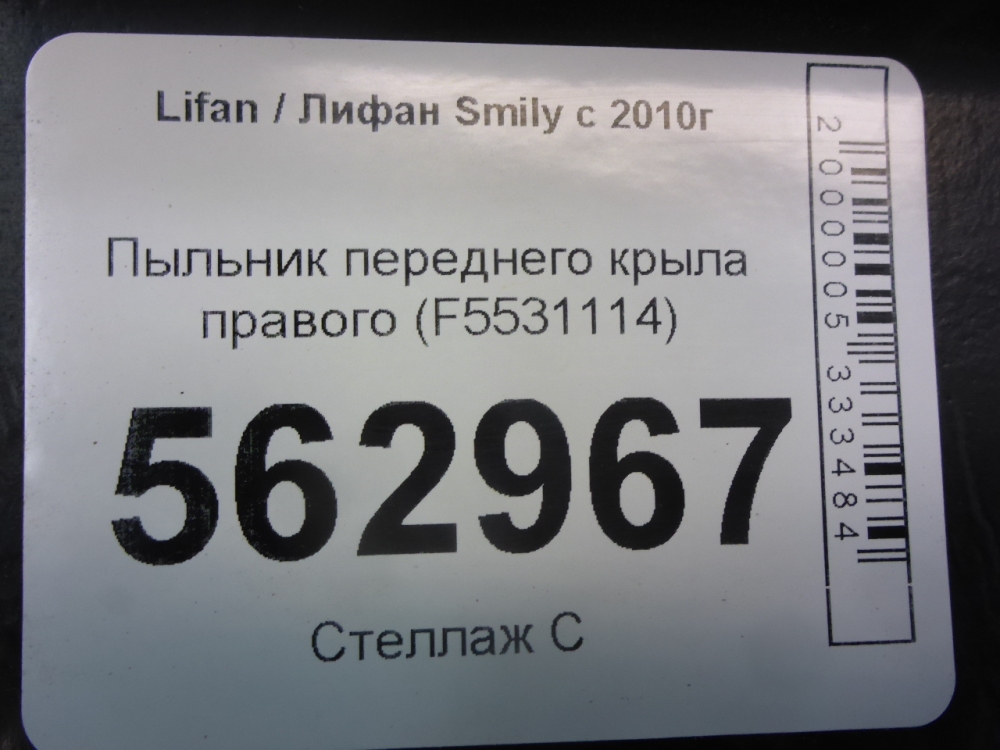 Lifan / Лифан Smily с 2010г
Пыльник переднего крыла
правого (F5531114)
562967
Стеллаж С
2000005333484